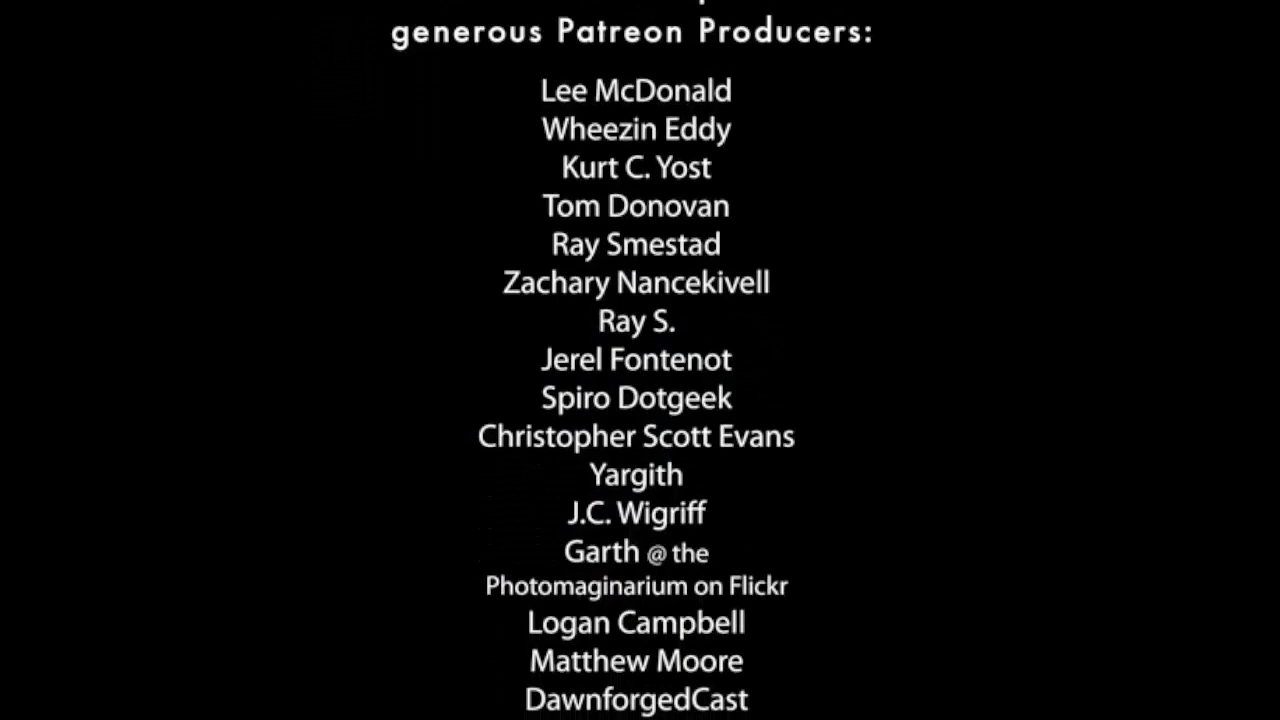 generous Patreon Producers:
Lee McDonald
Wheezin Eddy
Kurt C. Yost
Tom Donovan
Ray Smestad
Zachary Nancekivell
Ray S.
Jerel Fontenot
Spiro Dotgeek
Christopher Scott Evans
Yargith
J.C. Wigriff
Garth @ the
Photomaginarium on Flickr
Logan Campbell
Matthew Moore
DawnforgedCast